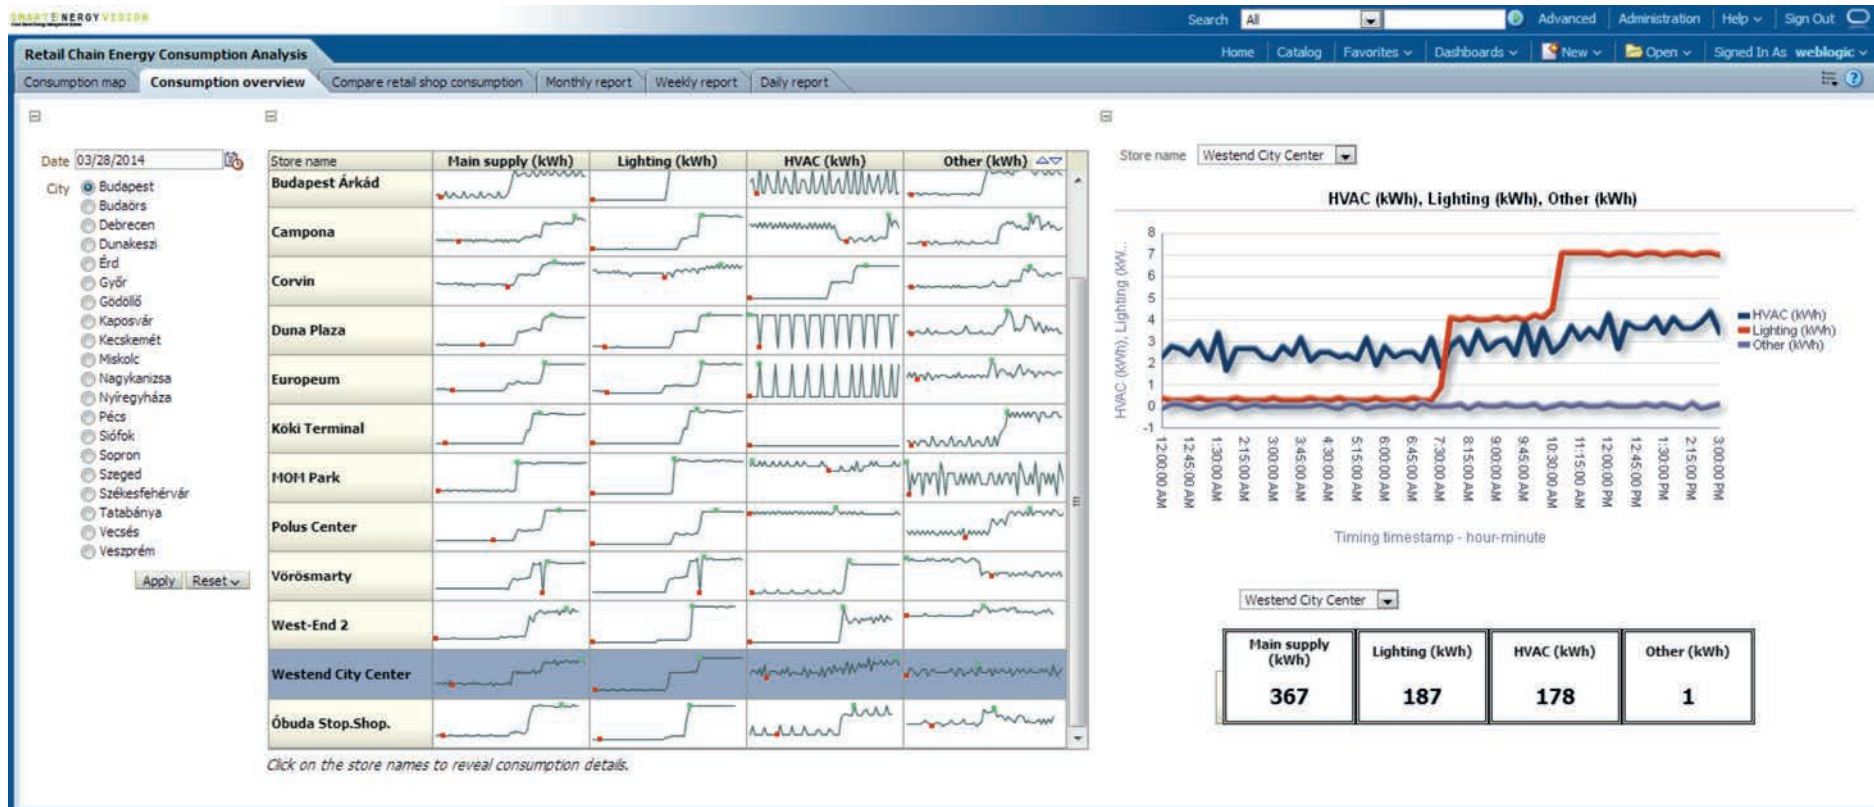 SMART ENERGY VISION
Search All Advanced Administration Help Sign Out
Retail Chain Energy Consumption Analysis
Home Catalog Favorites Dashboards New Open Signed In As weblogic
Consumption map Consumption overview Compare retail shop consumption Monthly report Weekly report Daily report
Date 03/28/2014
City Budapest
Budaörs
Debrecen
Dunakeszi
Érd
Győr
Gödöllő
Kaposvár
Kecskemét
Miskolc
Nagykanizsa
Nyíregyháza
Pécs
Siófok
Sopron
Szeged
Székesfehérvár
Tatabánya
Vecsés
Veszprém
Apply Reset
Store name Main supply (kWh) Lighting (kWh) HVAC (kWh) Other (kWh)
Budapest Árkád
Campona
Corvin
Duna Plaza
Europeum
Köki Terminal
MOM Park
Polus Center
Vörösmarty
West-End 2
Westend City Center
Óbuda Stop.Shop.
Click on the store names to reveal consumption details.
Store name Westend City Center
HVAC (kWh), Lighting (kWh), Other (kWh)
HVAC (kWh), Lighting (kW...
8
7
6
5
4
3
2
1
0
-1
HVAC (kWh)
Lighting (kWh)
Other (kWh)
12:00:00 AM
12:45:00 AM
1:30:00 AM
2:15:00 AM
3:00:00 AM
3:45:00 AM
4:30:00 AM
5:15:00 AM
6:00:00 AM
6:45:00 AM
7:30:00 AM
8:15:00 AM
9:00:00 AM
9:45:00 AM
10:30:00 AM
11:15:00 AM
12:00:00 PM
12:45:00 PM
1:30:00 PM
2:15:00 PM
3:00:00 PM
Timing timestamp - hour-minute
Westend City Center
Main supply (kWh) Lighting (kWh) HVAC (kWh) Other (kWh)
367 187 178 1